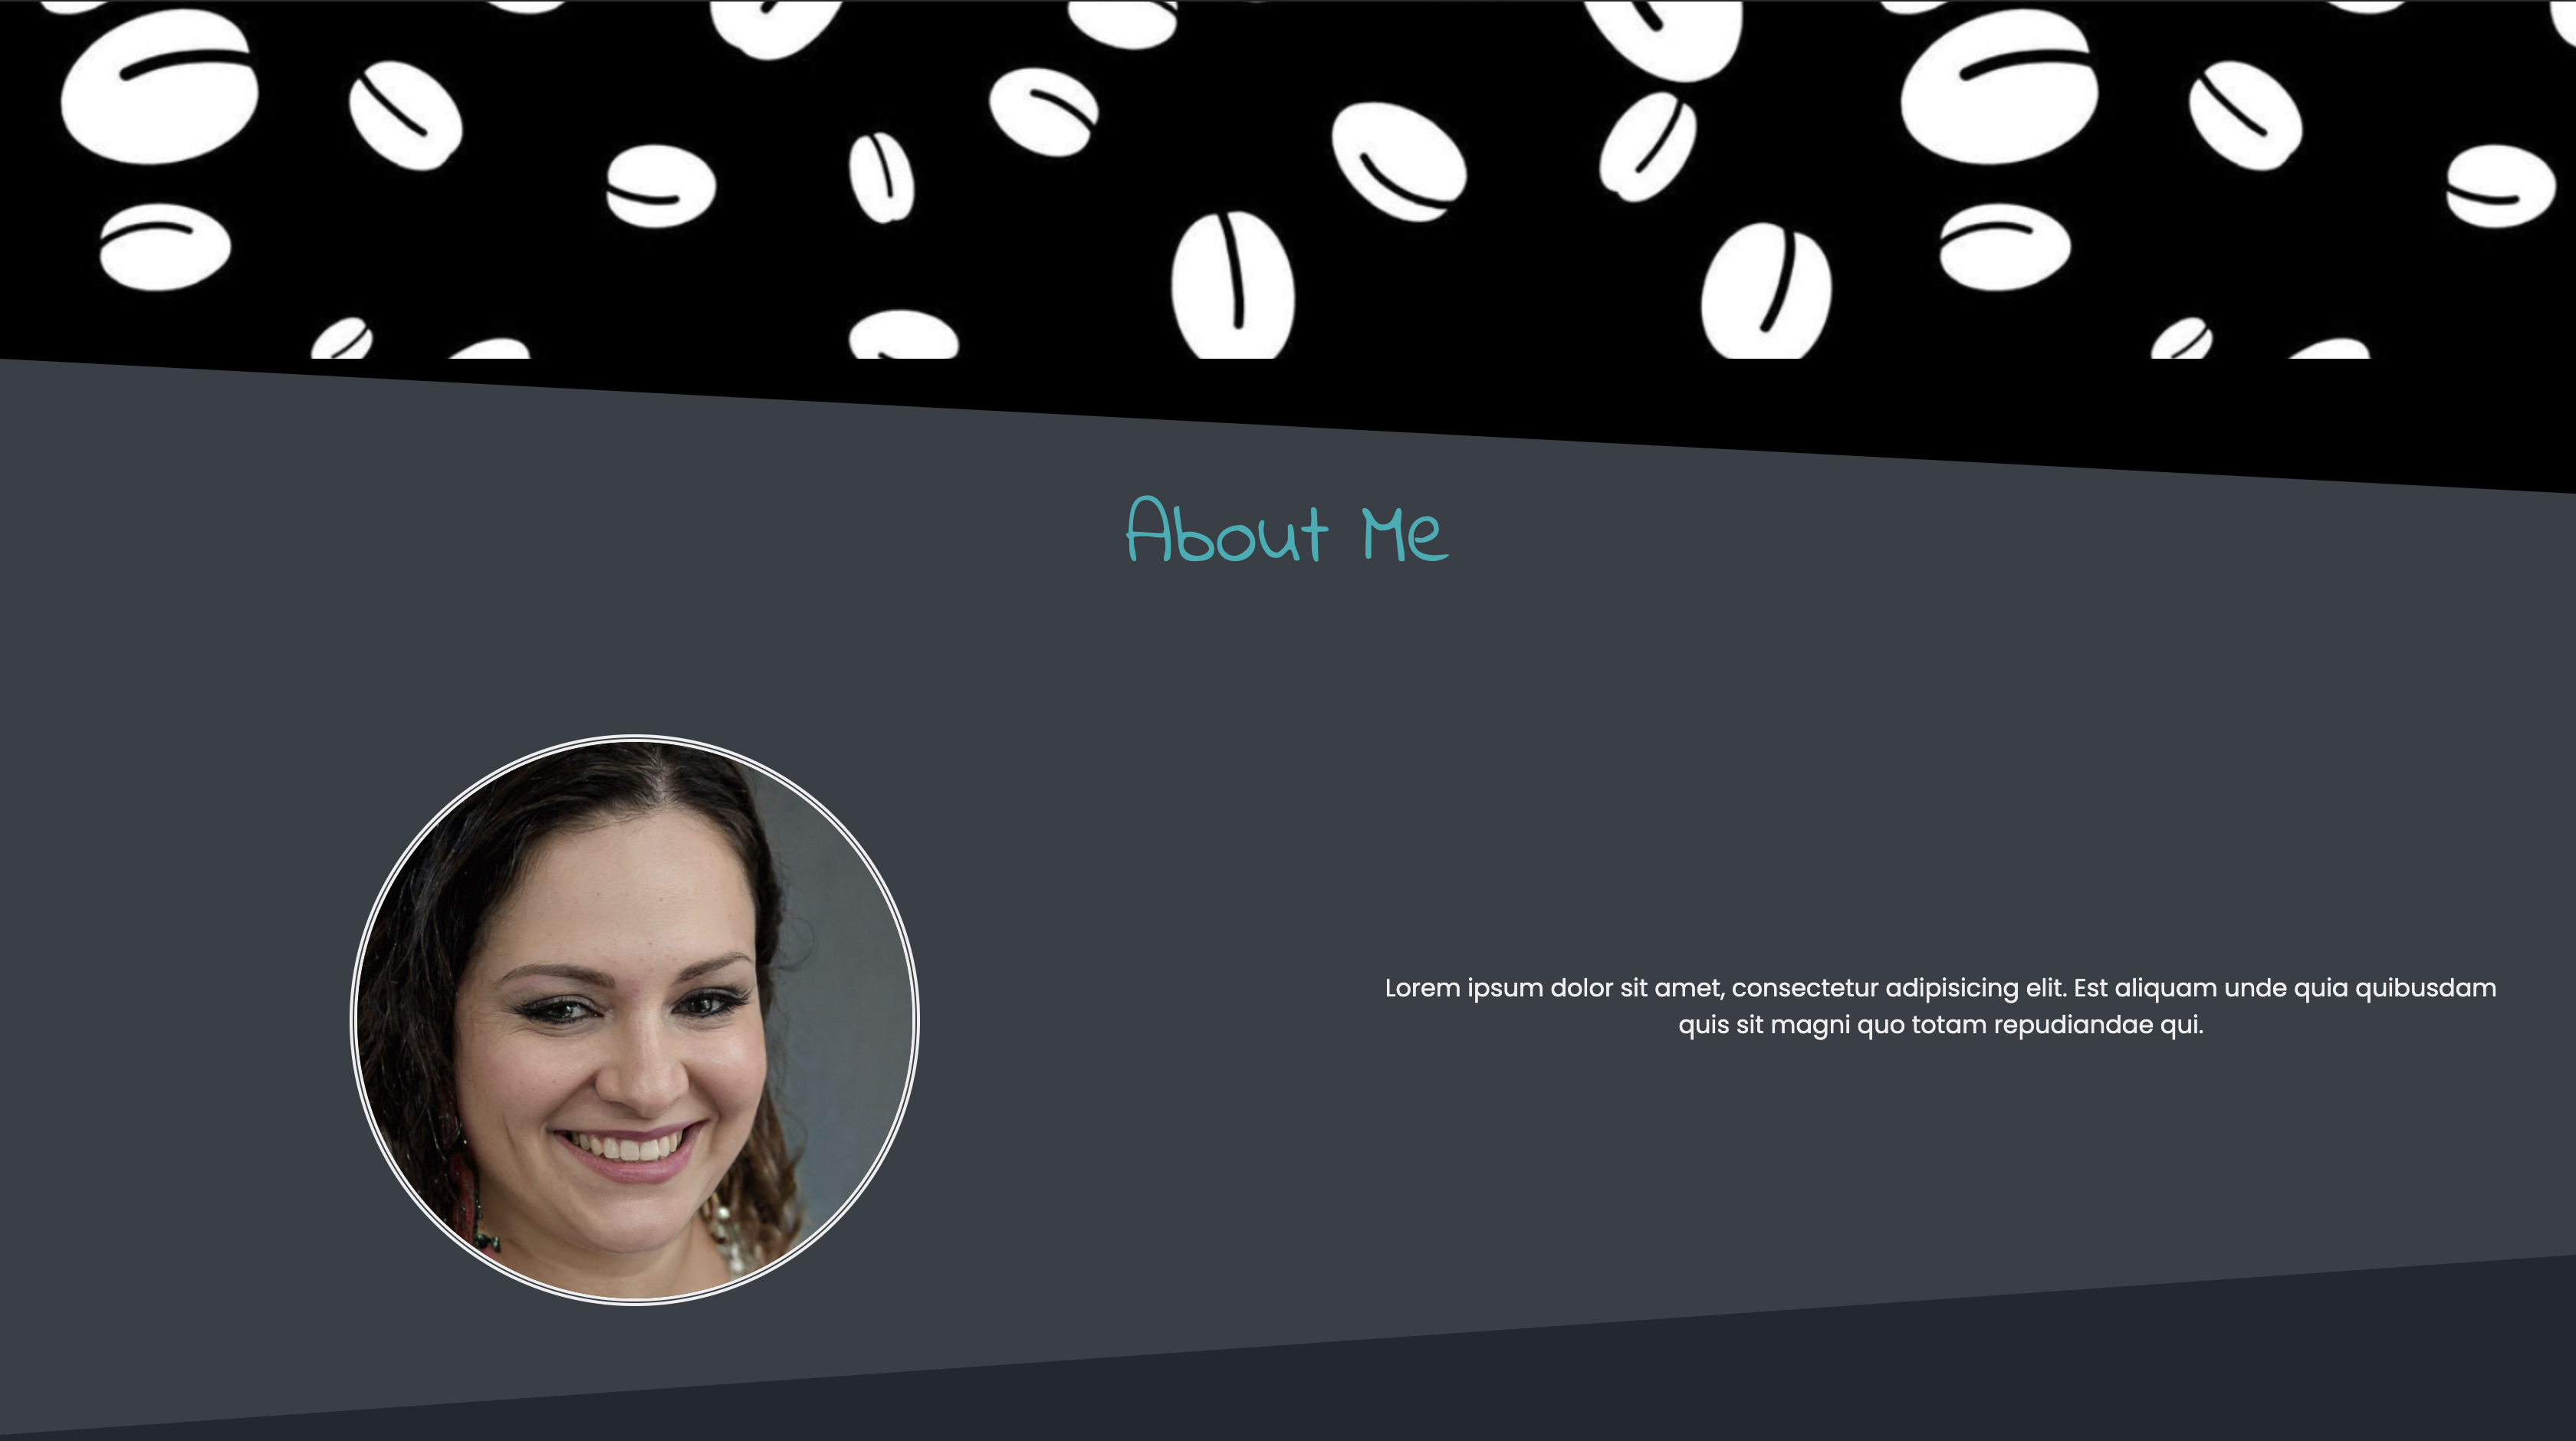 About Me
Lorem ipsum dolor sit amet, consectetur adipisicing elit. Est aliquam unde quia quibusdam
quis sit magni quo totam repudiandae qui.